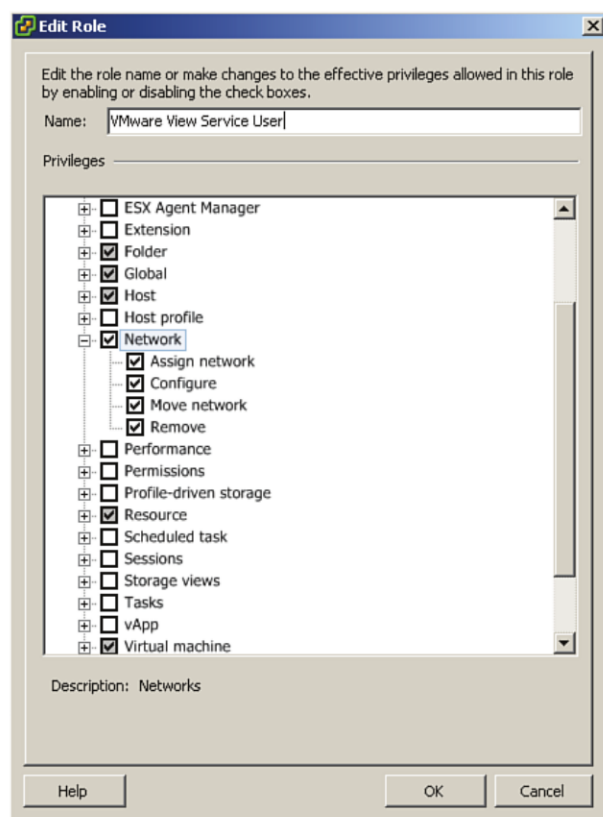 Edit Role
Edit the role name or make changes to the effective privileges allowed in this role
by enabling or disabling the check boxes.
Name: VMware View Service User
Privileges
ESX Agent Manager
Extension
Folder
Global
Host
Host profile
Network
Assign network
Configure
Move network
Remove
Performance
Permissions
Profile-driven storage
Resource
Scheduled task
Sessions
Storage views
Tasks
vApp
Virtual machine
Description: Networks
Help OK Cancel